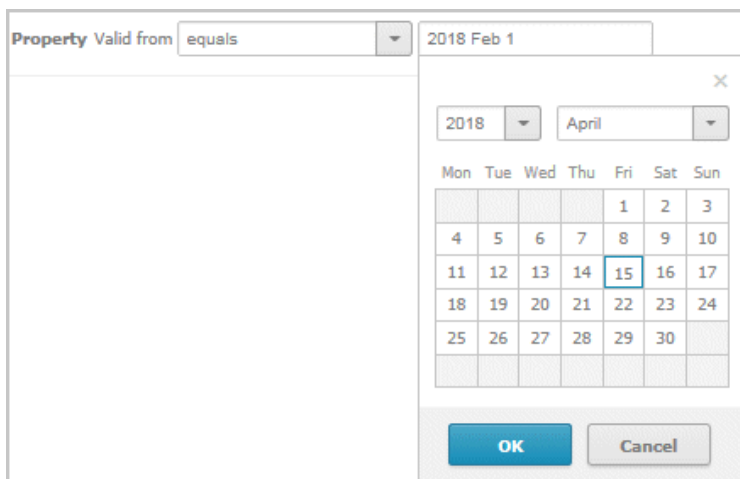 Property Valid from equals 2018 Feb 1
×
2018 April
Mon Tue Wed Thu Fri Sat Sun
1 2 3
4 5 6 7 8 9 10
11 12 13 14 15 16 17
18 19 20 21 22 23 24
25 26 27 28 29 30
OK Cancel